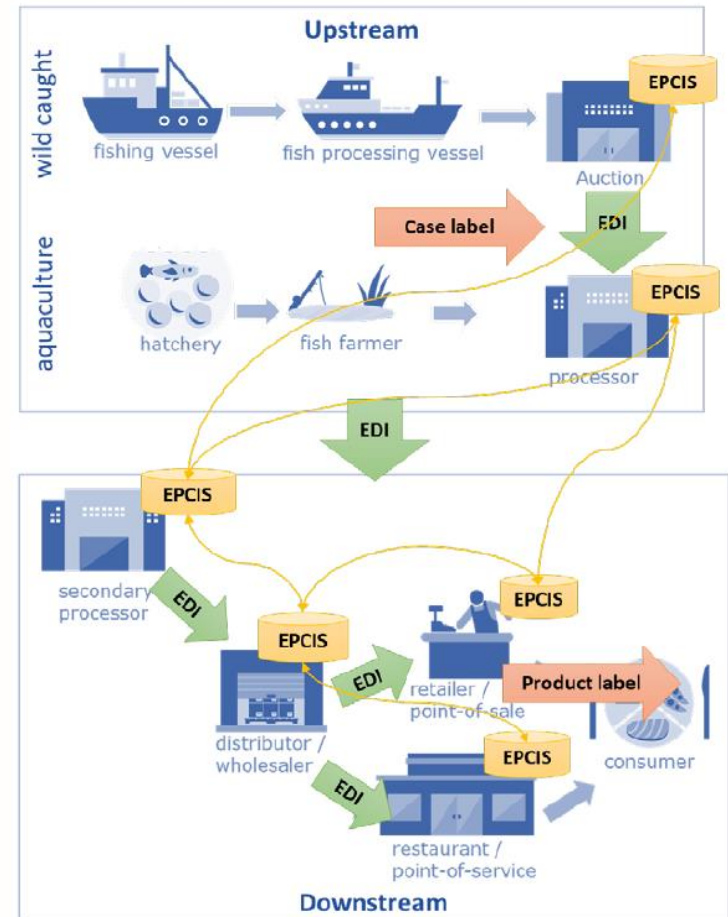 Upstream
wild caught
fishing vessel
fish processing vessel
Auction
EPCIS
Case label
EDI
aquaculture
hatchery
fish farmer
processor
EPCIS
EDI
EPCIS
secondary
processor
EDI
EPCIS
distributor /
wholesaler
EDI
EPCIS
retailer /
point-of-sale
Product label
consumer
EDI
EPCIS
restaurant /
point-of-service
Downstream